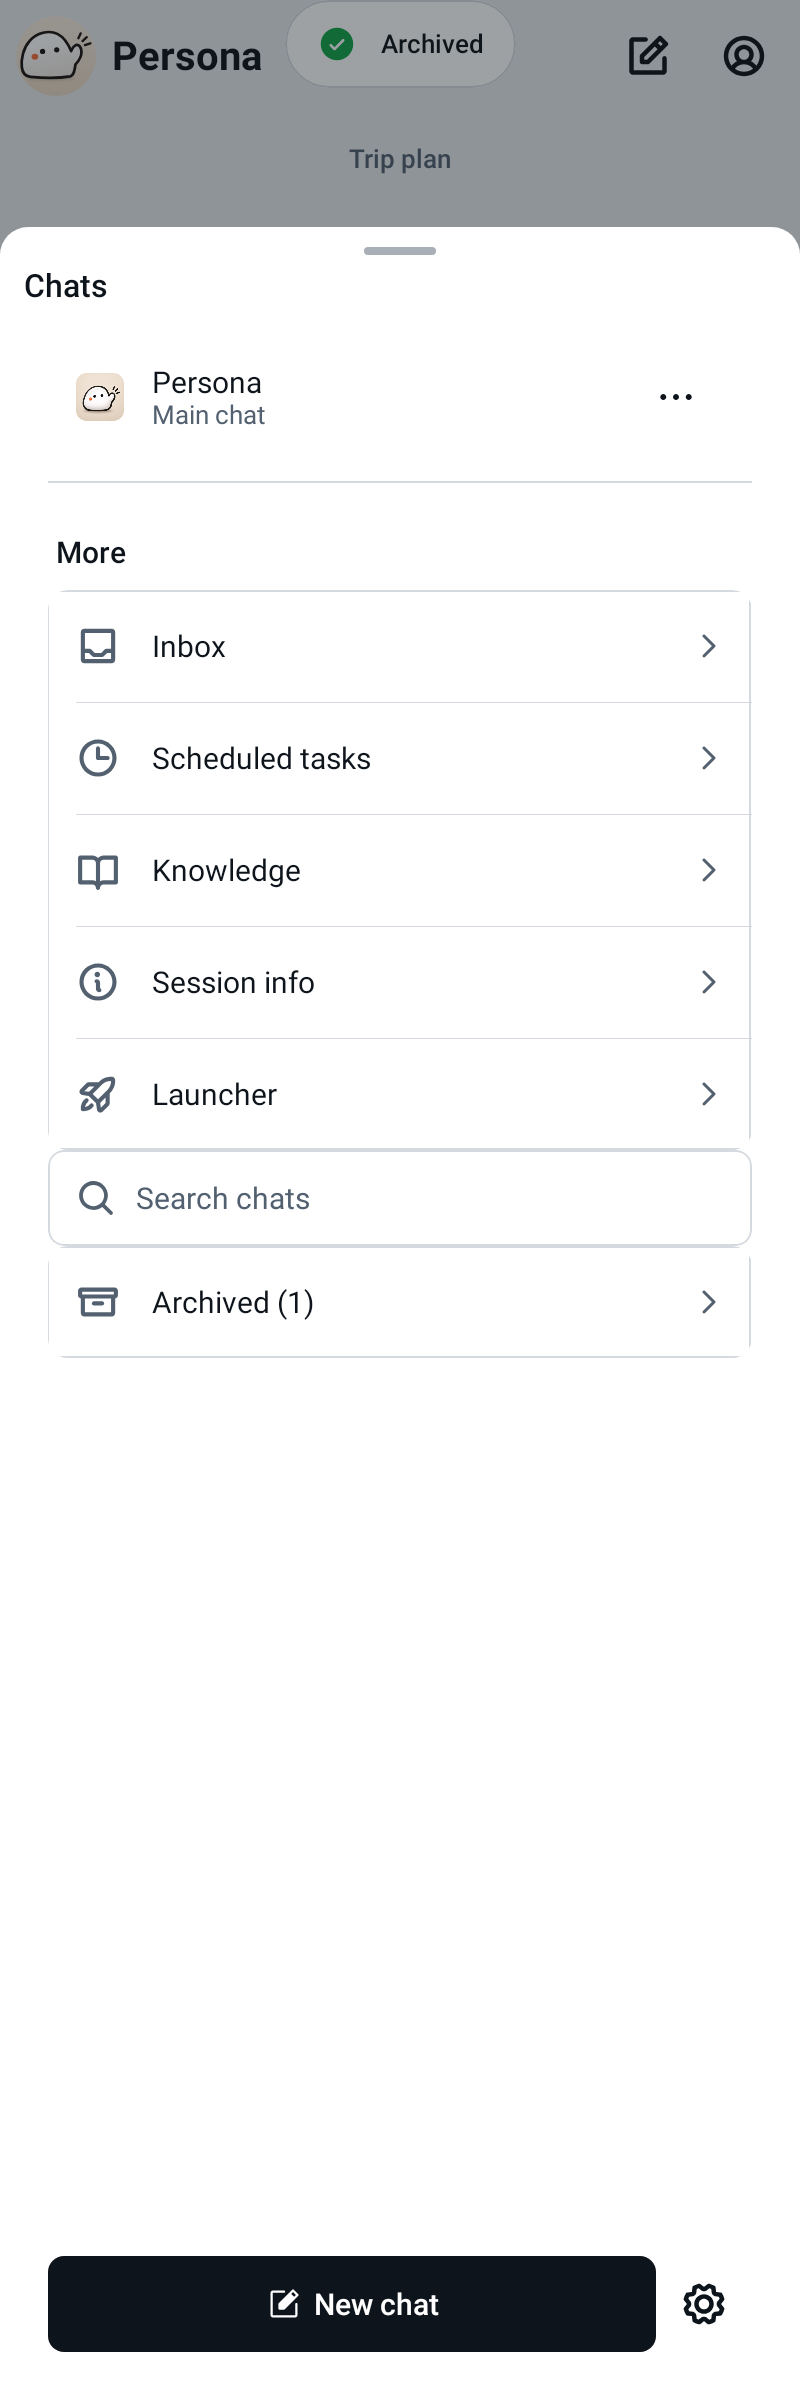 Persona
Archived
Trip plan
Chats
Persona
Main chat
More
Inbox
Scheduled tasks
Knowledge
Session info
Launcher
Search chats
Archived (1)
New chat